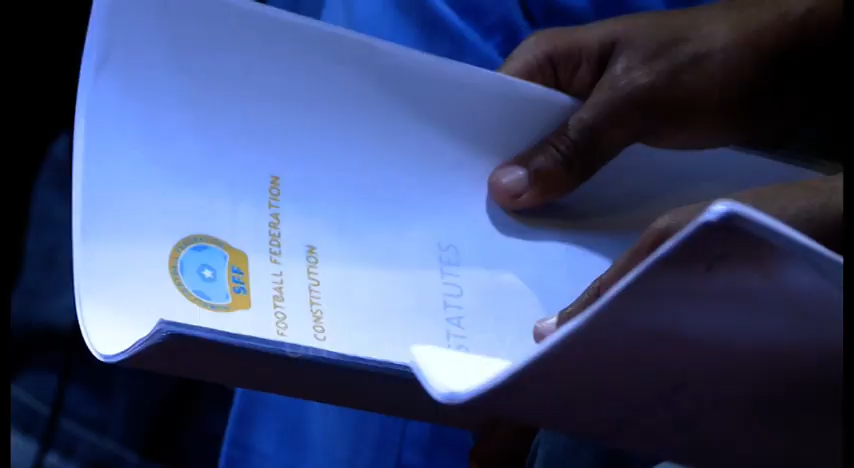 SFF
FOOTBALL FEDERATION
CONSTITUTION
STATUTES